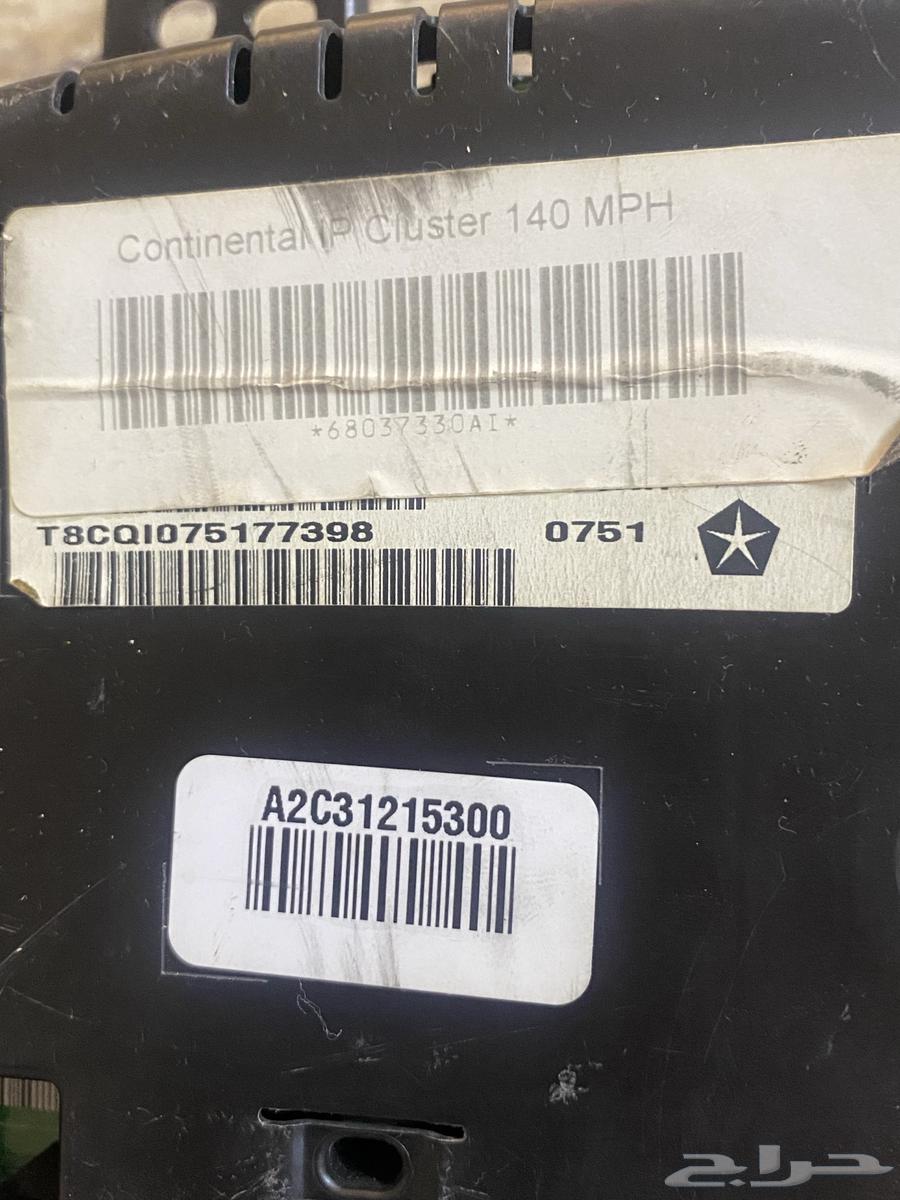 Continental IP Cluster 140 MPH
*68037330AI*
T8CQI075177398 0751
A2C31215300
حراج